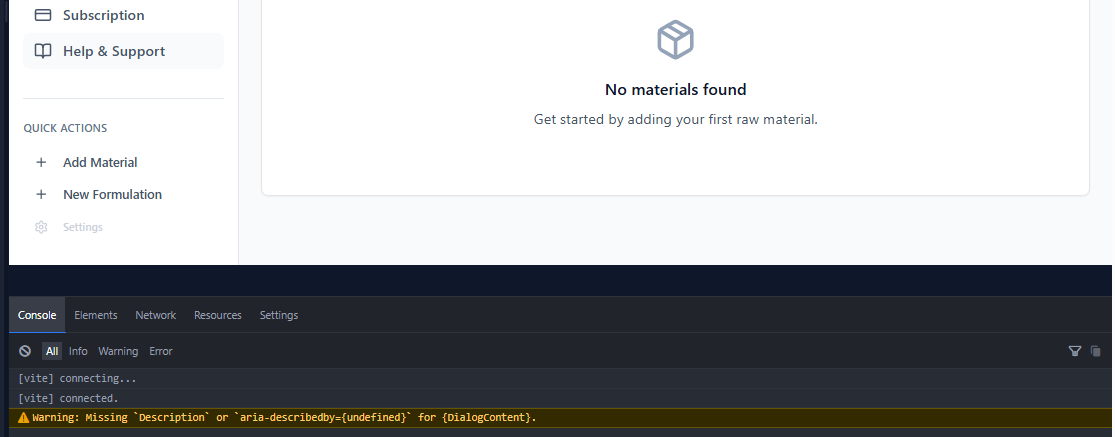 Subscription
Help & Support
QUICK ACTIONS
Add Material
New Formulation
Settings
No materials found
Get started by adding your first raw material.
Console Elements Network Resources Settings
All Info Warning Error
[vite] connecting...
[vite] connected.
Warning: Missing `Description` or `aria-describedby={undefined}` for {DialogContent}.